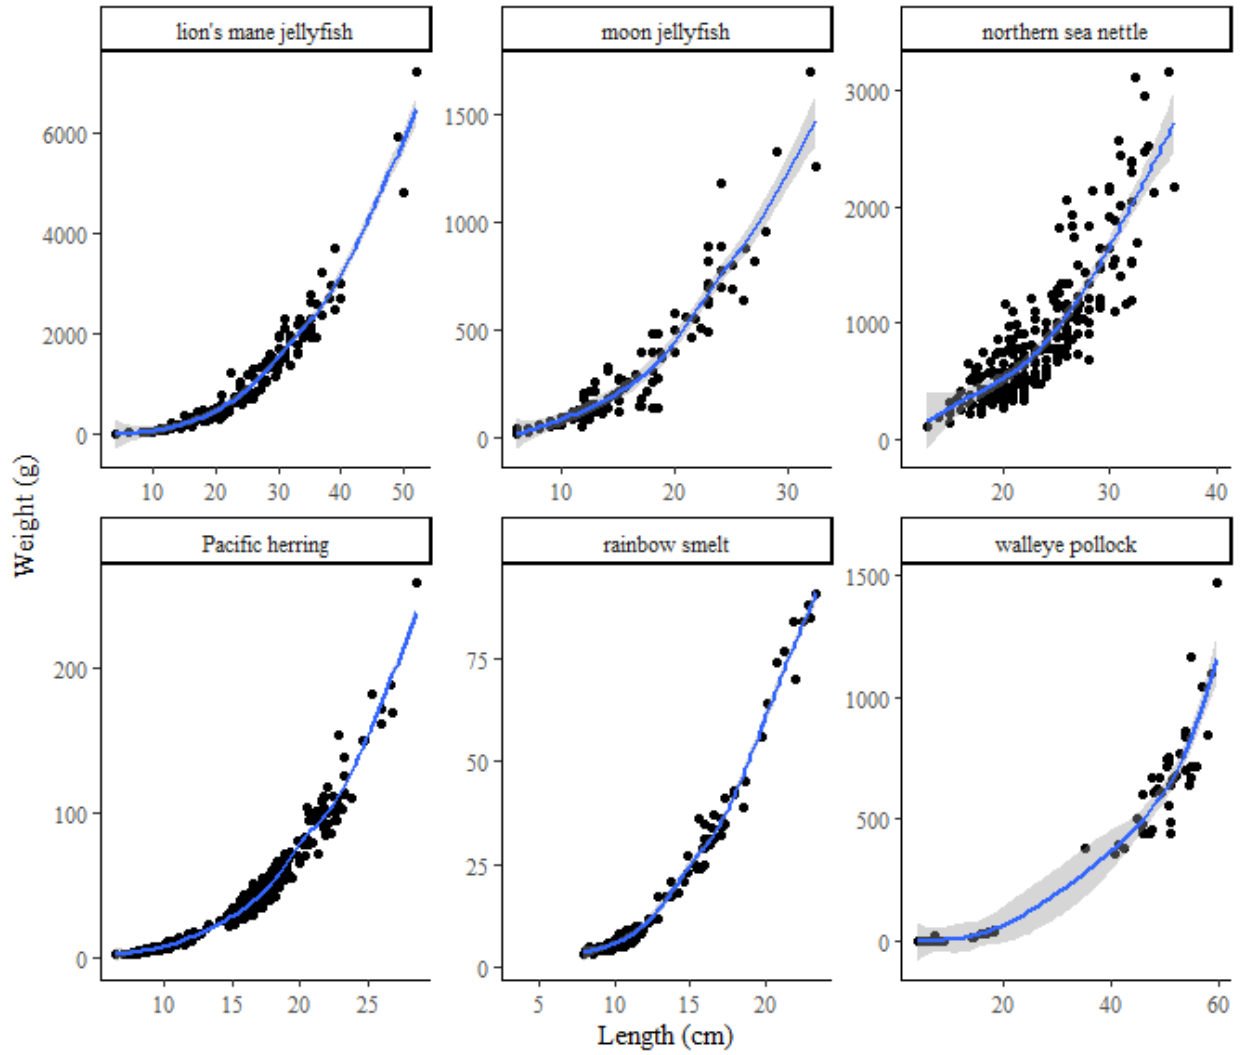 lion's mane jellyfish
moon jellyfish
northern sea nettle
6000
4000
2000
0
10 20 30 40 50
1500
1000
500
0
10 20 30
3000
2000
1000
0
20 30 40
Weight (g)
Pacific herring
rainbow smelt
walleye pollock
200
100
0
10 15 20 25
75
50
25
0
5 10 15 20
1500
1000
500
0
20 40 60
Length (cm)